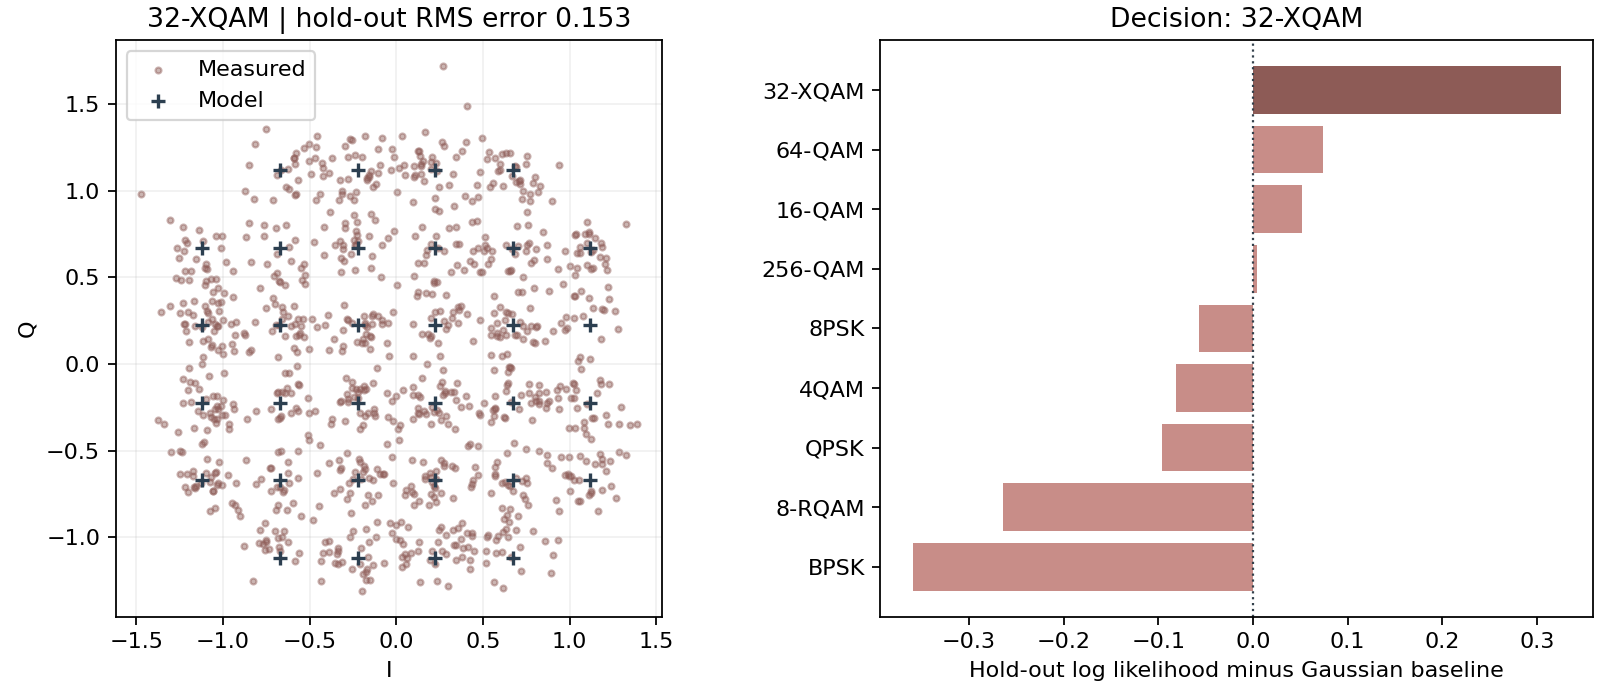 32-XQAM | hold-out RMS error 0.153
Measured
Model
1.5
1.0
0.5
0.0
−0.5
−1.0
Q
−1.5
−1.0
−0.5
0.0
0.5
1.0
1.5
I
Decision: 32-XQAM
32-XQAM
64-QAM
16-QAM
256-QAM
8PSK
4QAM
QPSK
8-RQAM
BPSK
−0.3
−0.2
−0.1
0.0
0.1
0.2
0.3
Hold-out log likelihood minus Gaussian baseline